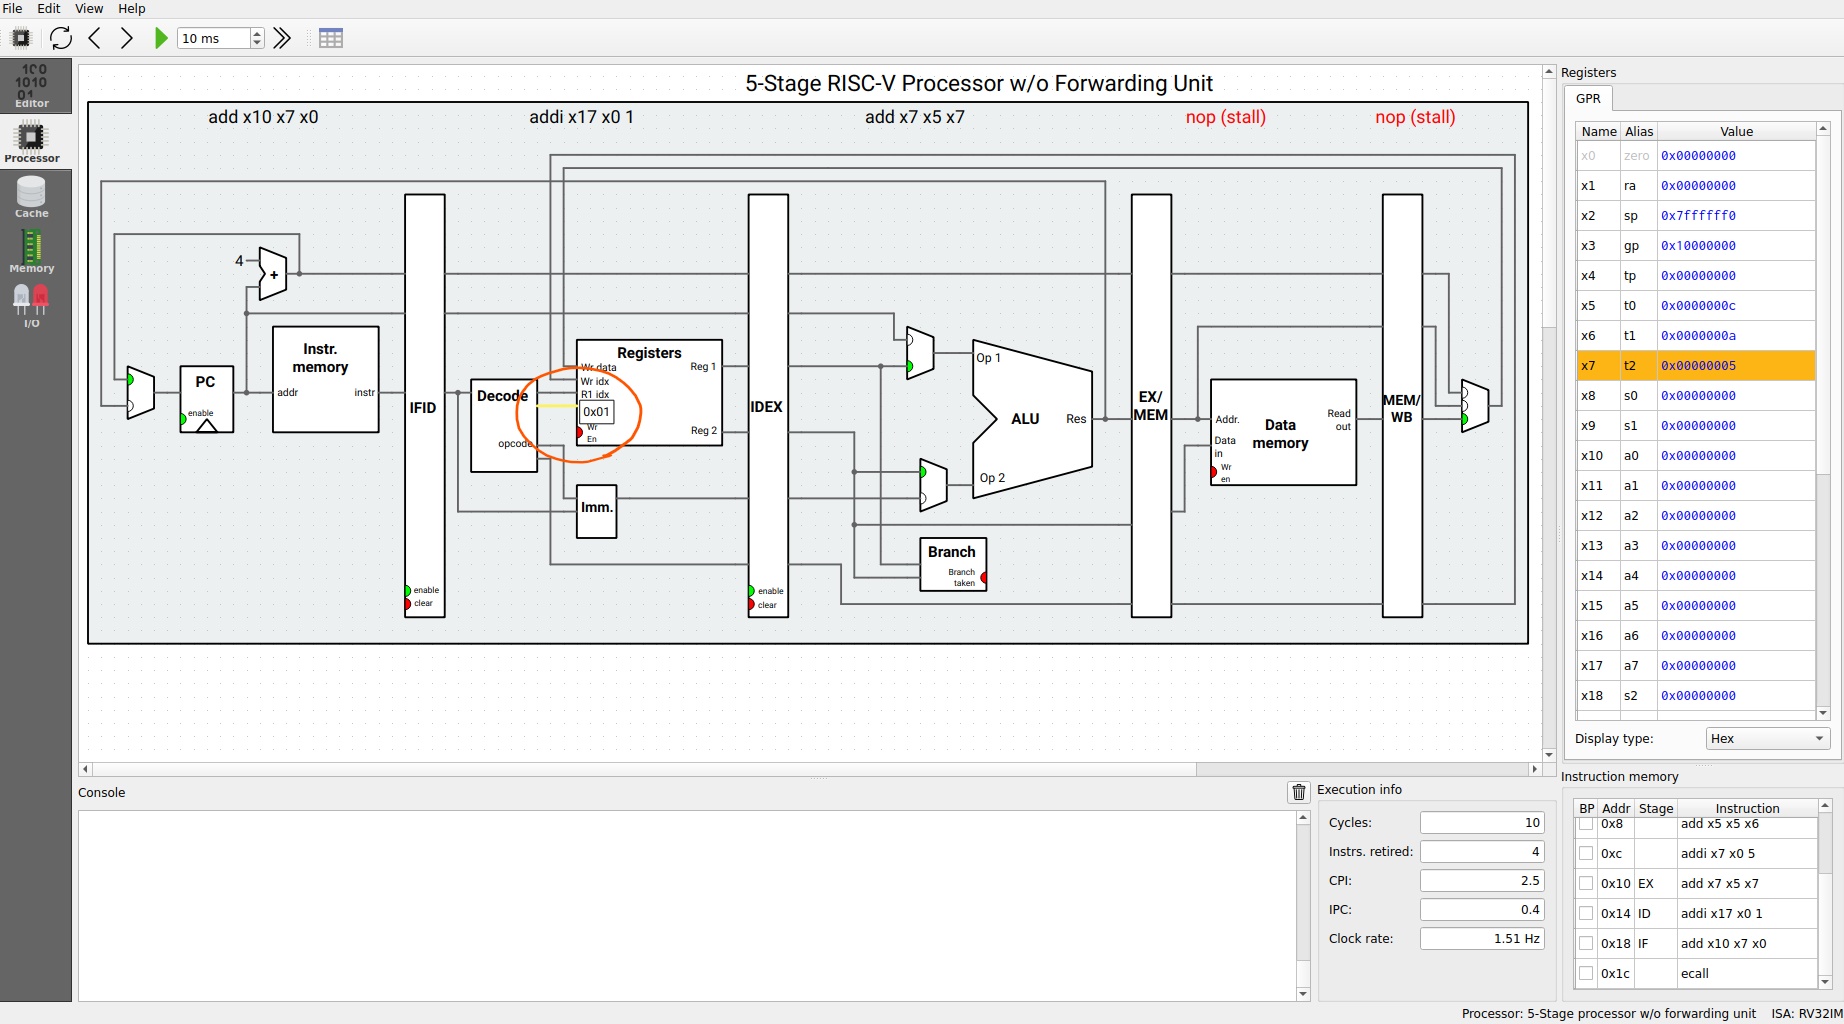 File Edit View Help
10 ms
5-Stage RISC-V Processor w/o Forwarding Unit
add x10 x7 x0
addi x17 x0 1
add x7 x5 x7
nop (stall)
nop (stall)
Editor
Processor
Cache
Memory
I/O
4
+
Instr. memory
addr
instr
PC
enable
IFID
enable
clear
Decode
opcode
Registers
Wr data
Wr idx
R1 idx
0x01
Wr En
Reg 1
Reg 2
Imm.
IDEX
enable
clear
Op 1
ALU
Res
Op 2
Branch
Branch taken
EX/ MEM
Addr.
Data in
Wr en
Data memory
Read out
MEM/ WB
Registers
GPR
Name Alias Value
x0 zero 0x00000000
x1 ra 0x00000000
x2 sp 0x7ffffff0
x3 gp 0x10000000
x4 tp 0x00000000
x5 t0 0x0000000c
x6 t1 0x0000000a
x7 t2 0x00000005
x8 s0 0x00000000
x9 s1 0x00000000
x10 a0 0x00000000
x11 a1 0x00000000
x12 a2 0x00000000
x13 a3 0x00000000
x14 a4 0x00000000
x15 a5 0x00000000
x16 a6 0x00000000
x17 a7 0x00000000
x18 s2 0x00000000
Display type: Hex
Console
Execution info
Cycles: 10
Instrs. retired: 4
CPI: 2.5
IPC: 0.4
Clock rate: 1.51 Hz
Instruction memory
BP Addr Stage Instruction
0x8 add x5 x5 x6
0xc addi x7 x0 5
0x10 EX add x7 x5 x7
0x14 ID addi x17 x0 1
0x18 IF add x10 x7 x0
0x1c ecall
Processor: 5-Stage processor w/o forwarding unit ISA: RV32IM